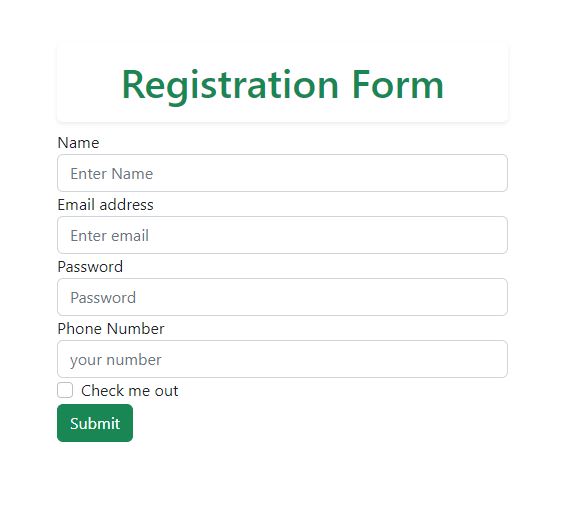 Registration Form
Name
Enter Name
Email address
Enter email
Password
Password
Phone Number
your number
Check me out
Submit